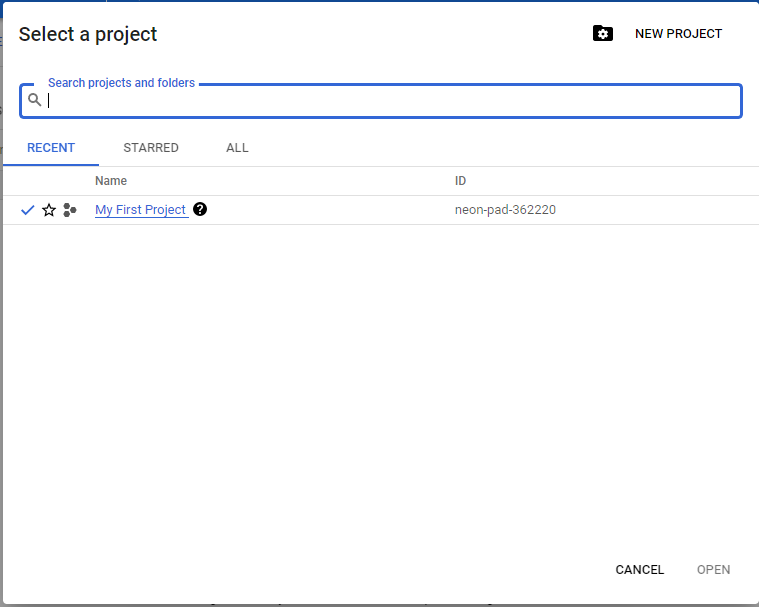 Select a project
NEW PROJECT
Search projects and folders
RECENT STARRED ALL
Name ID
My First Project ? neon-pad-362220
CANCEL OPEN